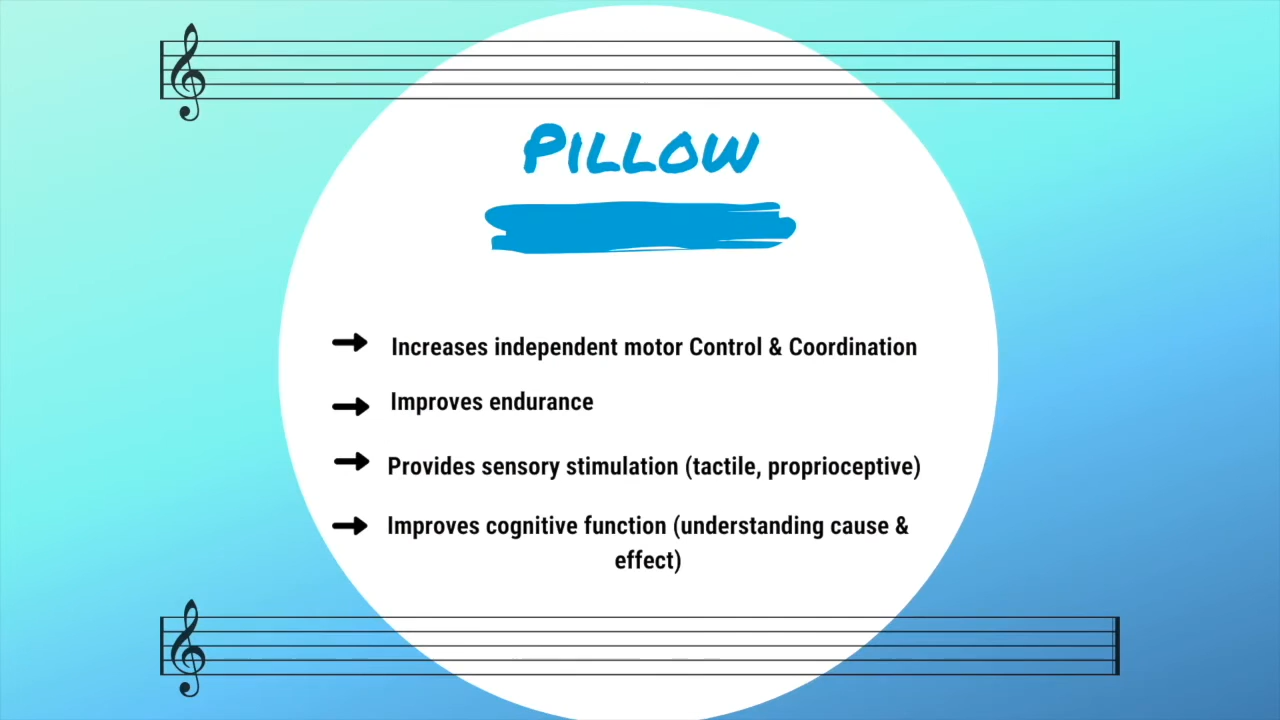 PILLOW
Increases independent motor Control & Coordination
Improves endurance
Provides sensory stimulation (tactile, proprioceptive)
Improves cognitive function (understanding cause &
effect)